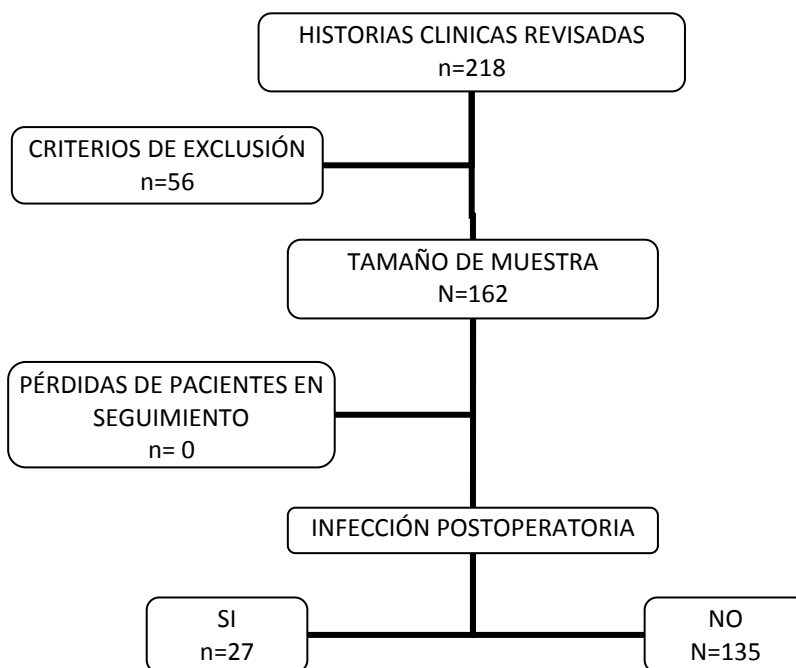 HISTORIAS CLINICAS REVISADAS
n=218
CRITERIOS DE EXCLUSIÓN
n=56
TAMAÑO DE MUESTRA
N=162
PÉRDIDAS DE PACIENTES EN
SEGUIMIENTO
n= 0
INFECCIÓN POSTOPERATORIA
SI
n=27
NO
N=135